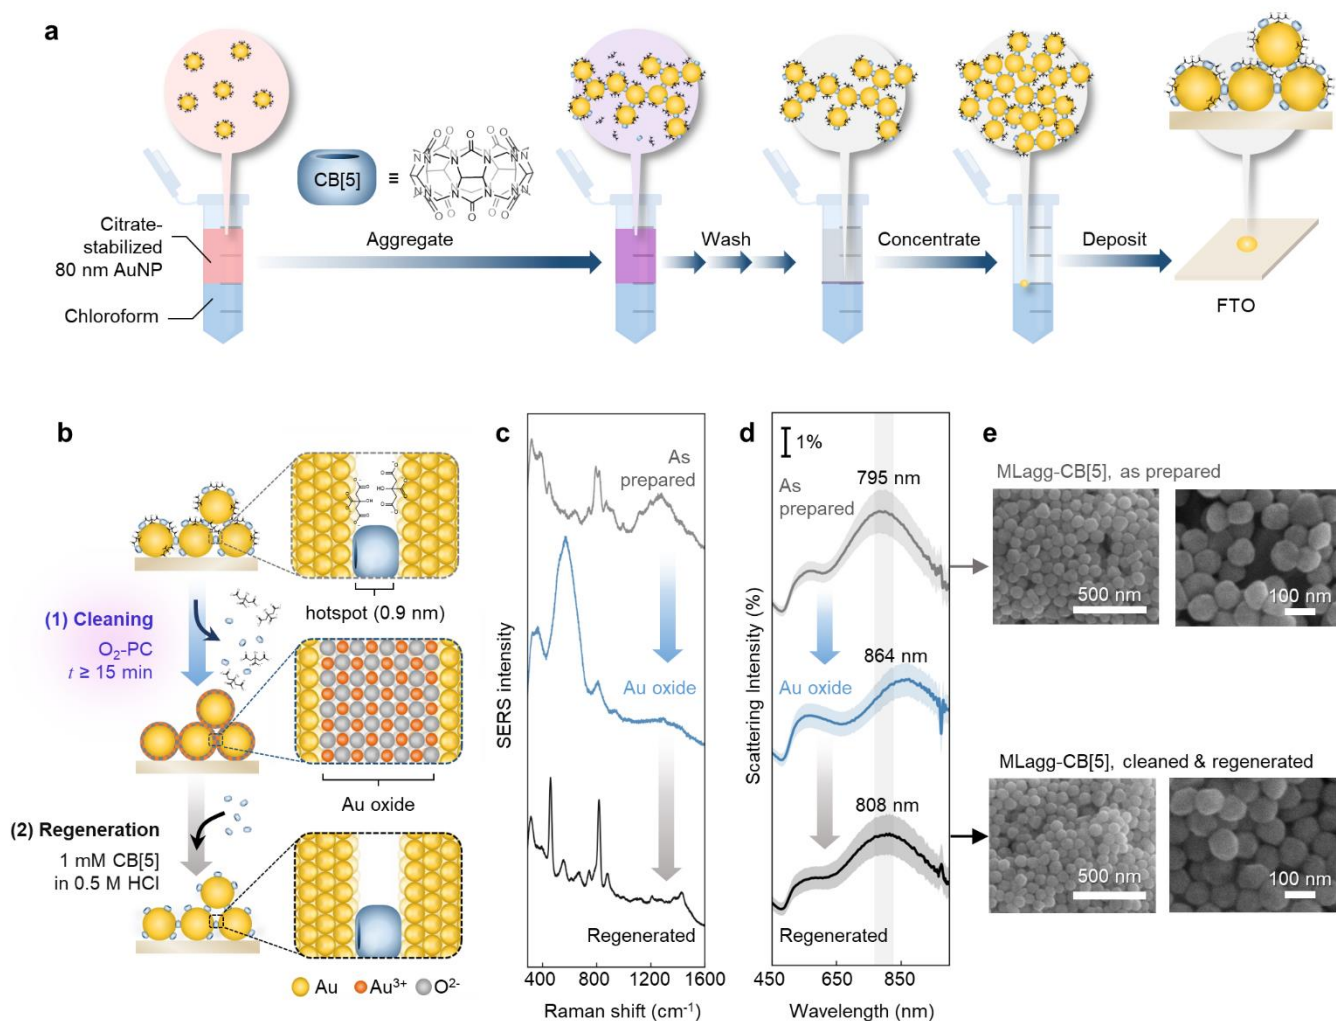 a
CB[5]
≡
Citrate-
stabilized
80 nm AuNP
Chloroform
Aggregate
Wash
Concentrate
Deposit
FTO
b
(1) Cleaning
O₂-PC
t ≥ 15 min
hotspot (0.9 nm)
Au oxide
(2) Regeneration
1 mM CB[5]
in 0.5 M HCl
Au
Au³⁺
O²⁻
c
As
prepared
Au oxide
Regenerated
SERS intensity
400
800
1200
1600
Raman shift (cm⁻¹)
d
1%
795 nm
As
prepared
864 nm
Au oxide
808 nm
Regenerated
Scattering Intensity (%)
450
650
850
Wavelength (nm)
e
MLagg-CB[5], as prepared
500 nm
100 nm
MLagg-CB[5], cleaned & regenerated
500 nm
100 nm